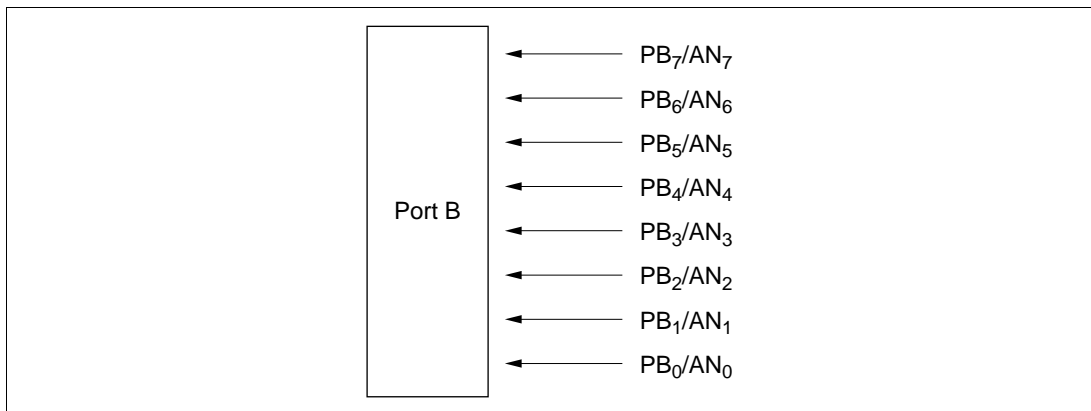 PB₇/AN₇
PB₆/AN₆
PB₅/AN₅
PB₄/AN₄
Port B
PB₃/AN₃
PB₂/AN₂
PB₁/AN₁
PB₀/AN₀